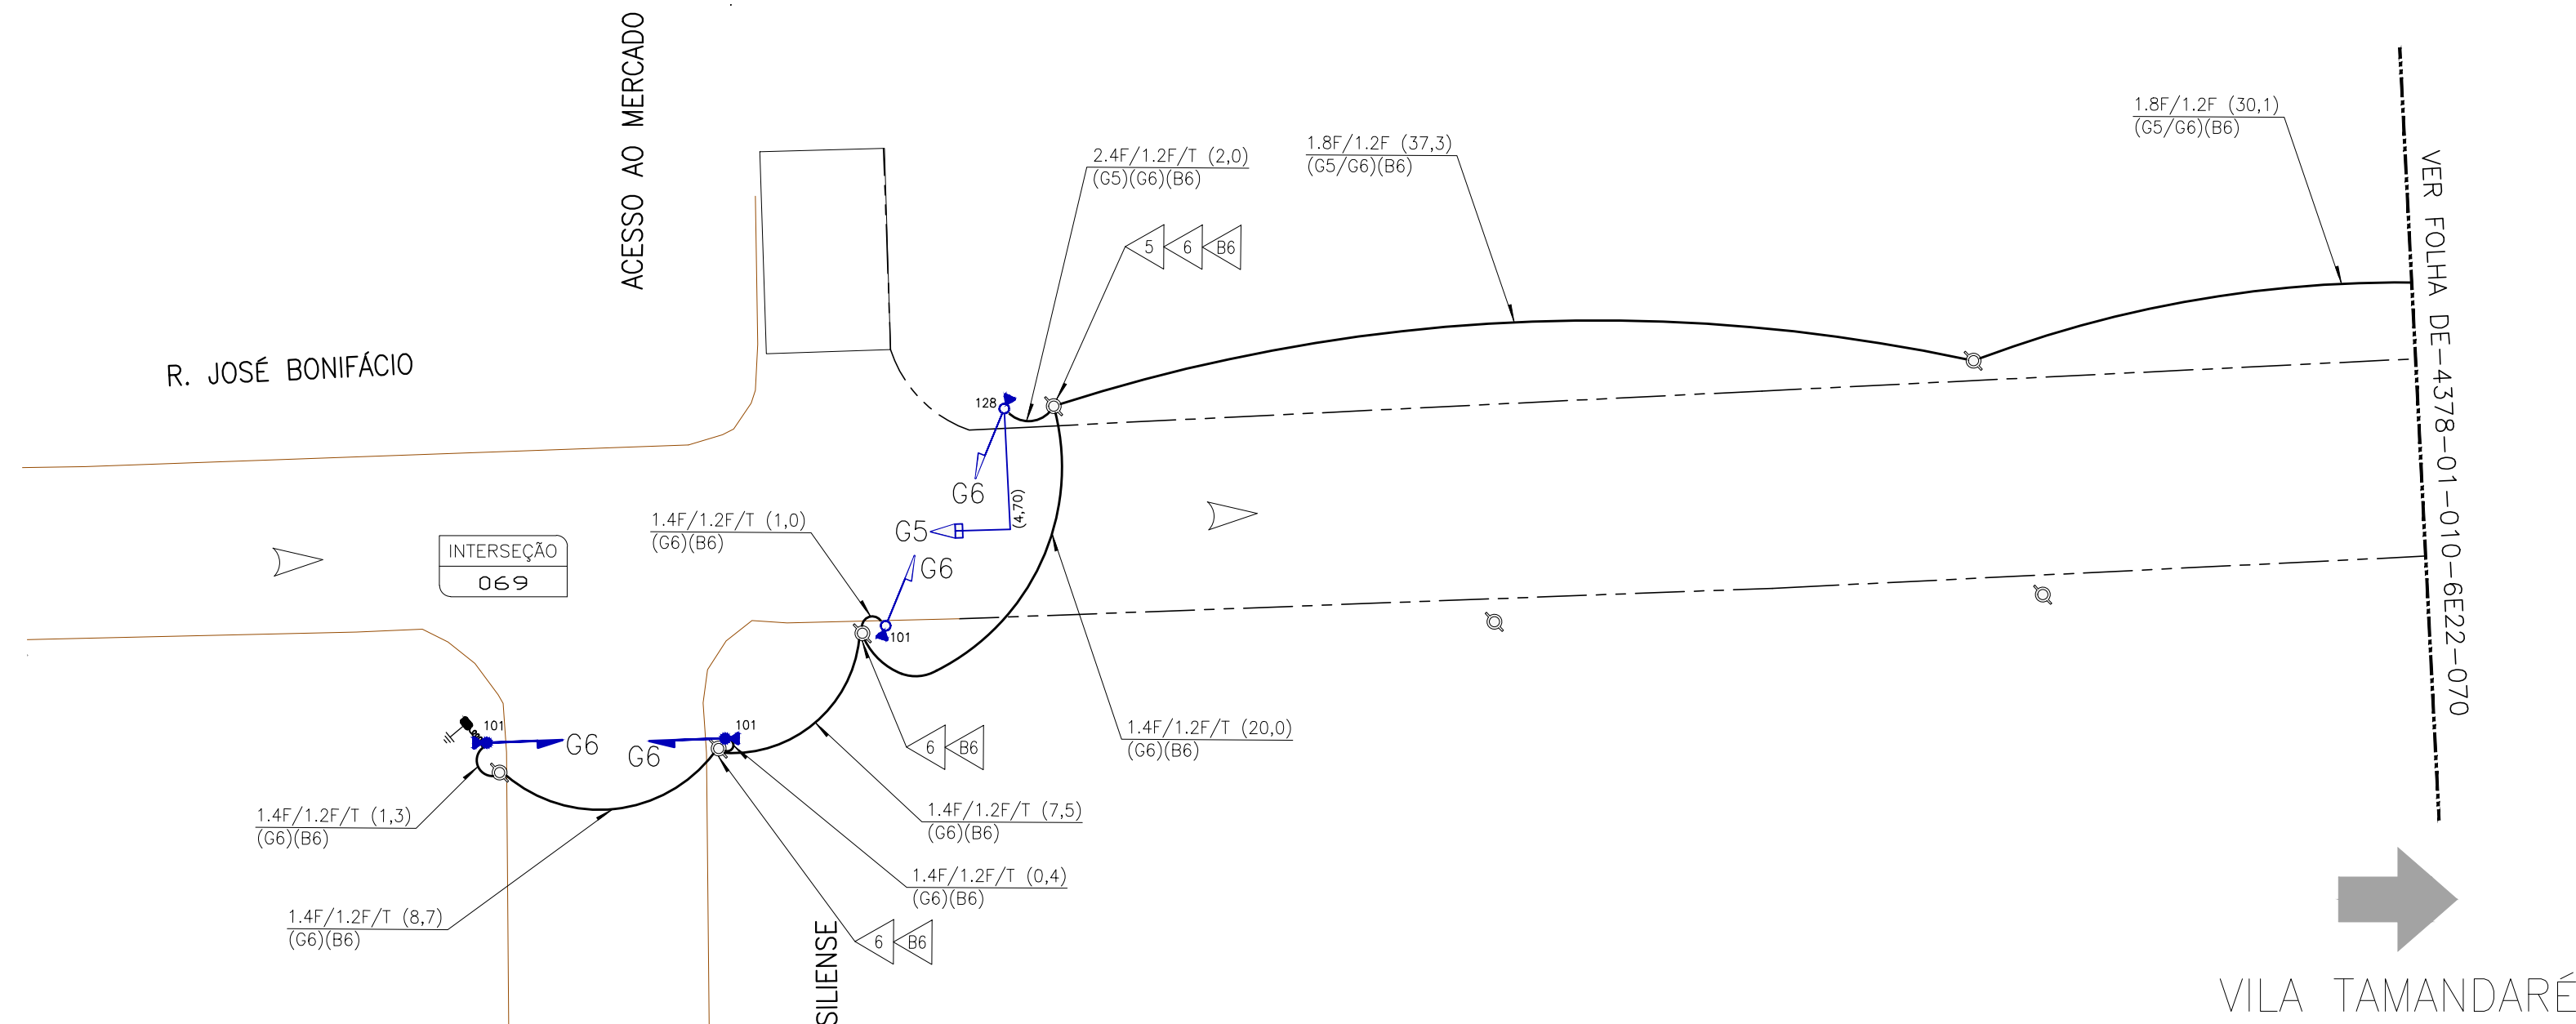 ACESSO AO MERCADO
R. JOSÉ BONIFÁCIO
INTERSEÇÃO
069
2.4F/1.2F/T (2,0)
(G5)(G6)(B6)
5 6 B6
1.8F/1.2F (37,3)
(G5/G6)(B6)
1.8F/1.2F (30,1)
(G5/G6)(B6)
VER FOLHA DE-4378-01-010-6E22-070
128
G6
(4,70)
G5
G6
1.4F/1.2F/T (1,0)
(G6)(B6)
101
101
G6
G6
101
6 B6
1.4F/1.2F/T (20,0)
(G6)(B6)
1.4F/1.2F/T (1,3)
(G6)(B6)
1.4F/1.2F/T (7,5)
(G6)(B6)
1.4F/1.2F/T (0,4)
(G6)(B6)
1.4F/1.2F/T (8,7)
(G6)(B6)
6 B6
SILIENSE
VILA TAMANDARÉ